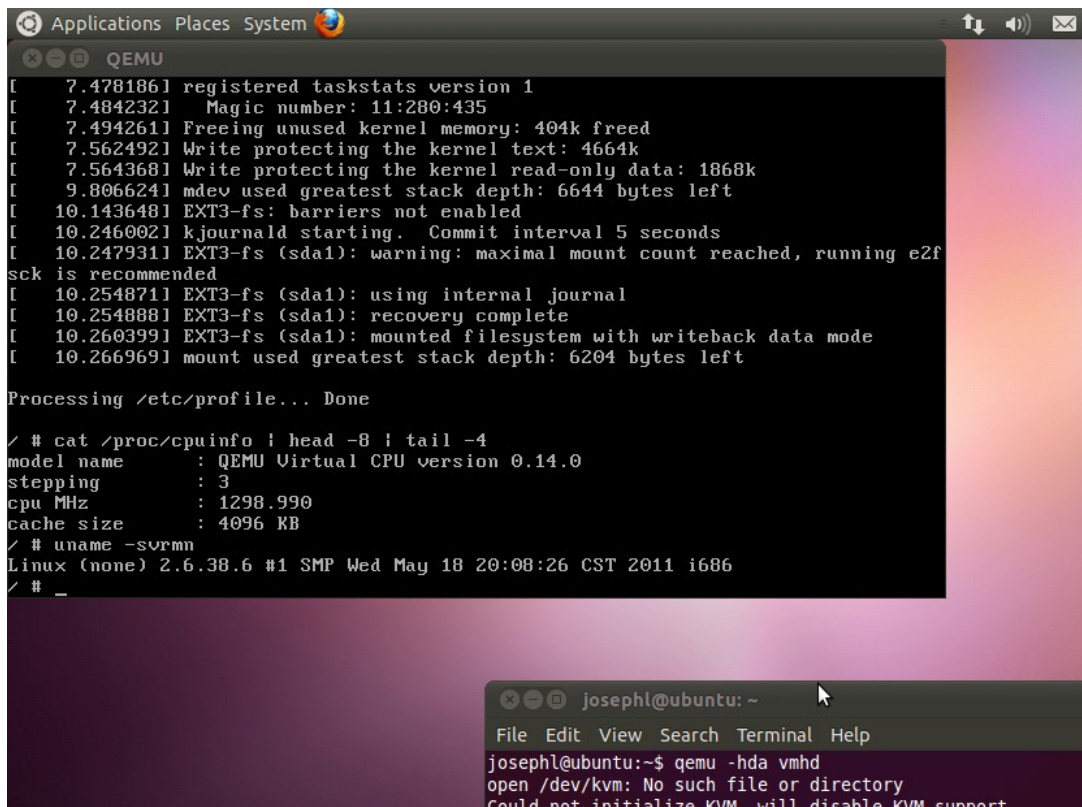 Applications Places System
QEMU
[    7.478186] registered taskstats version 1
[    7.484232]   Magic number: 11:280:435
[    7.494261] Freeing unused kernel memory: 404k freed
[    7.562492] Write protecting the kernel text: 4664k
[    7.564368] Write protecting the kernel read-only data: 1868k
[    9.806624] mdev used greatest stack depth: 6644 bytes left
[   10.143648] EXT3-fs: barriers not enabled
[   10.246002] kjournald starting.  Commit interval 5 seconds
[   10.247931] EXT3-fs (sda1): warning: maximal mount count reached, running e2f
sck is recommended
[   10.254871] EXT3-fs (sda1): using internal journal
[   10.254888] EXT3-fs (sda1): recovery complete
[   10.260399] EXT3-fs (sda1): mounted filesystem with writeback data mode
[   10.266969] mount used greatest stack depth: 6204 bytes left
Processing /etc/profile... Done
/ # cat /proc/cpuinfo | head -8 | tail -4
model name      : QEMU Virtual CPU version 0.14.0
stepping        : 3
cpu MHz         : 1298.990
cache size      : 4096 KB
/ # uname -svrmn
Linux (none) 2.6.38.6 #1 SMP Wed May 18 20:08:26 CST 2011 i686
/ # _
josephl@ubuntu: ~
File Edit View Search Terminal Help
josephl@ubuntu:~$ qemu -hda vmhd
open /dev/kvm: No such file or directory
Could not initialize KVM, will disable KVM support